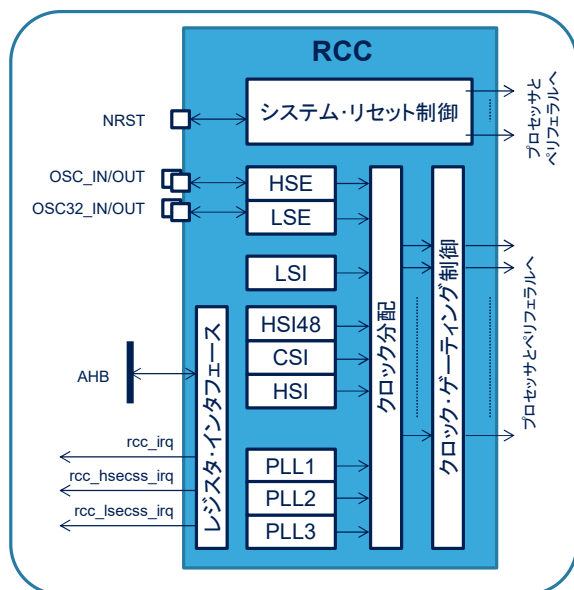 RCC
NRST
システム・リセット制御
プロセッサと
ペリフェラルへ
OSC_IN/OUT
HSE
OSC32_IN/OUT
LSE
LSI
HSI48
CSI
HSI
AHB
レジスタ・インタフェース
クロック分配
クロック・ゲーティング制御
プロセッサとペリフェラルへ
rcc_irq
rcc_hsecss_irq
rcc_lsecss_irq
PLL1
PLL2
PLL3